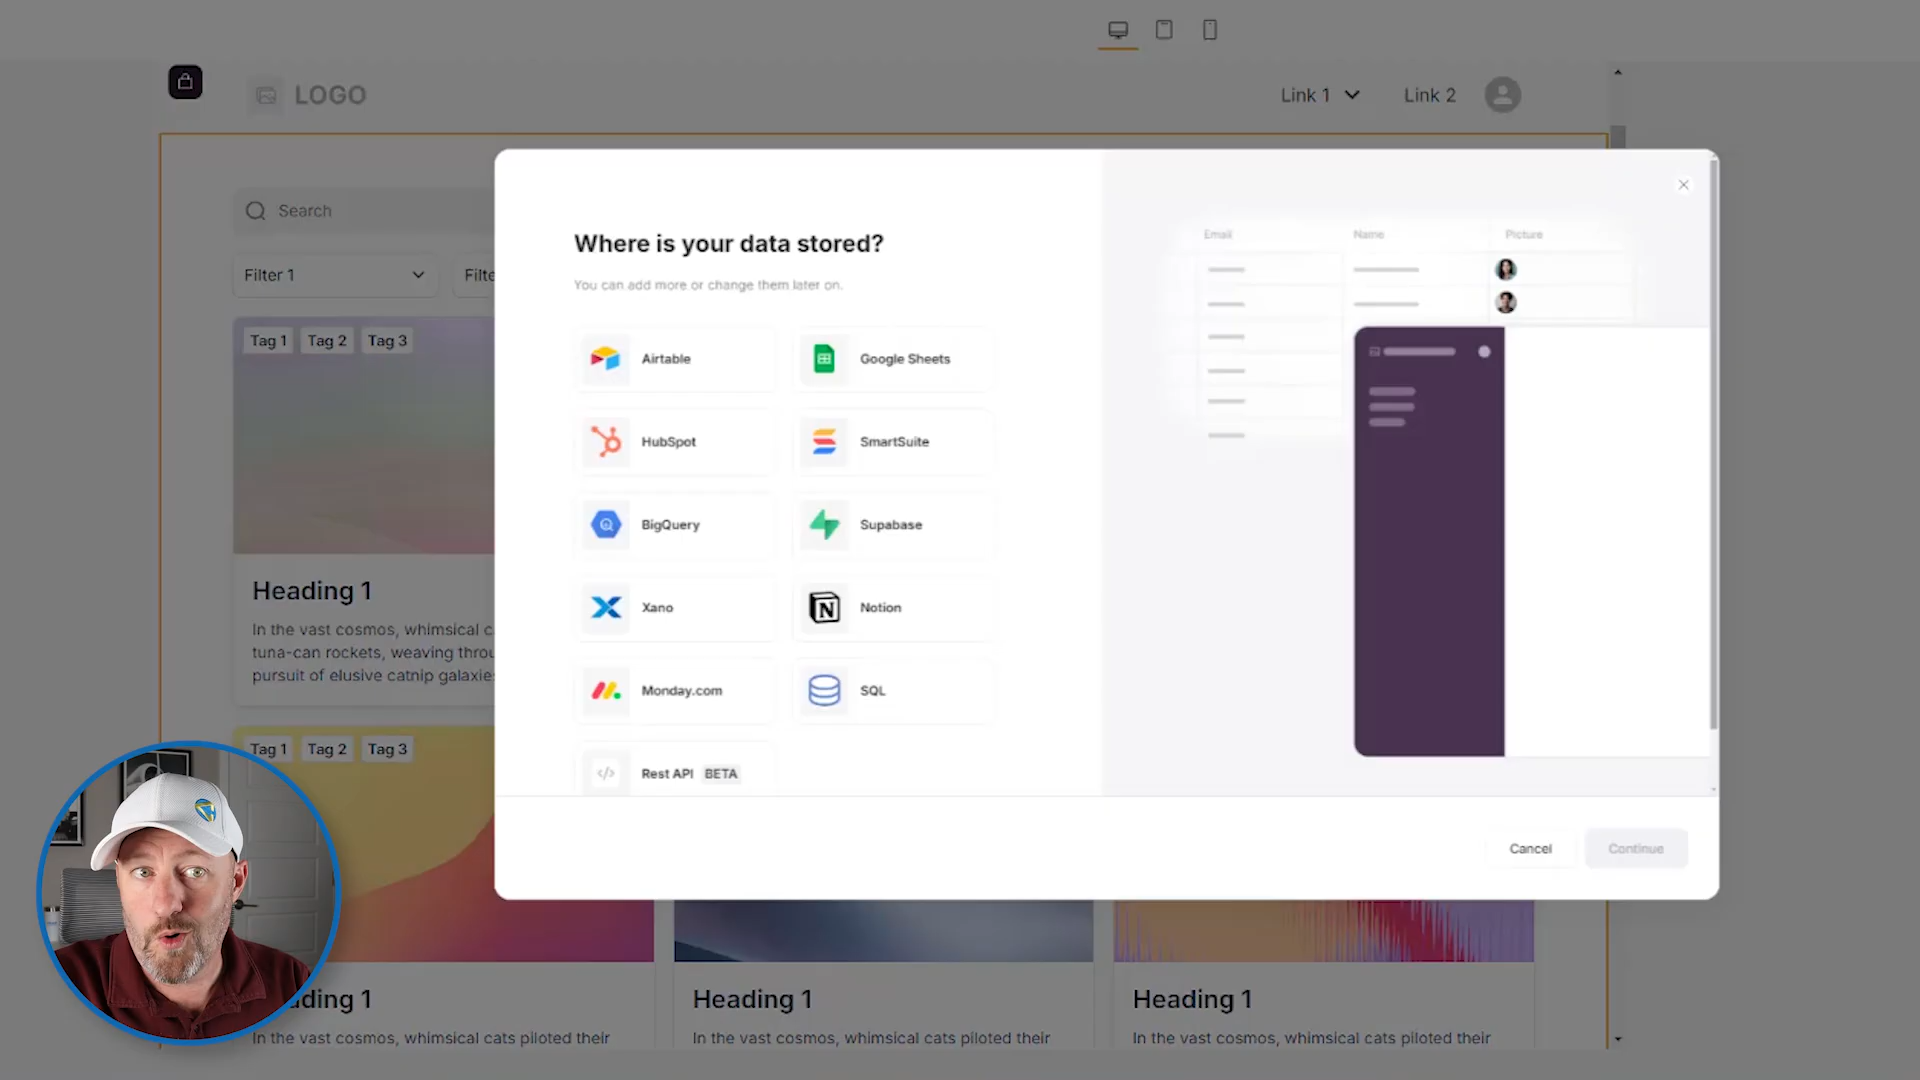 LOGO
Link 1
Link 2
Search
Filter 1
Filte
Tag 1
Tag 2
Tag 3
Heading 1
In the vast cosmos, whimsical c
tuna-can rockets, weaving throu
pursuit of elusive catnip galaxie
Where is your data stored?
You can add more or change them later on.
Airtable
Google Sheets
HubSpot
SmartSuite
BigQuery
Supabase
Xano
Notion
Monday.com
SQL
Rest API BETA
Email
Name
Picture
Cancel
Continue
Tag 1
Tag 2
Tag 3
ading 1
In the vast cosmos, whimsical cats piloted their
Heading 1
In the vast cosmos, whimsical cats piloted their
Heading 1
In the vast cosmos, whimsical cats piloted their